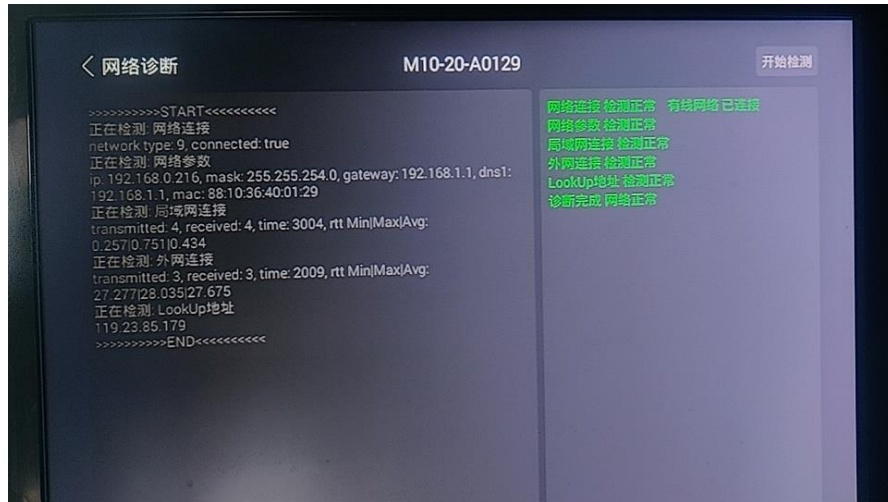 网络诊断
M10-20-A0129
开始检测
>>>>>>>>>>START<<<<<<<<<<
正在检测: 网络连接
network type: 9, connected: true
正在检测: 网络参数
ip: 192.168.0.216, mask: 255.255.254.0, gateway: 192.168.1.1, dns1:
192.168.1.1, mac: 88:10:36:40:01:29
正在检测: 局域网连接
transmitted: 4, received: 4, time: 3004, rtt Min|Max|Avg:
0.257|0.751|0.434
正在检测: 外网连接
transmitted: 3, received: 3, time: 2009, rtt Min|Max|Avg:
27.277|28.035|27.675
正在检测: LookUp地址
119.23.85.179
>>>>>>>>>>END<<<<<<<<<<
网络连接 检测正常 有线网络 已连接
网络参数 检测正常
局域网连接 检测正常
外网连接 检测正常
LookUp地址 检测正常
诊断完成 网络正常